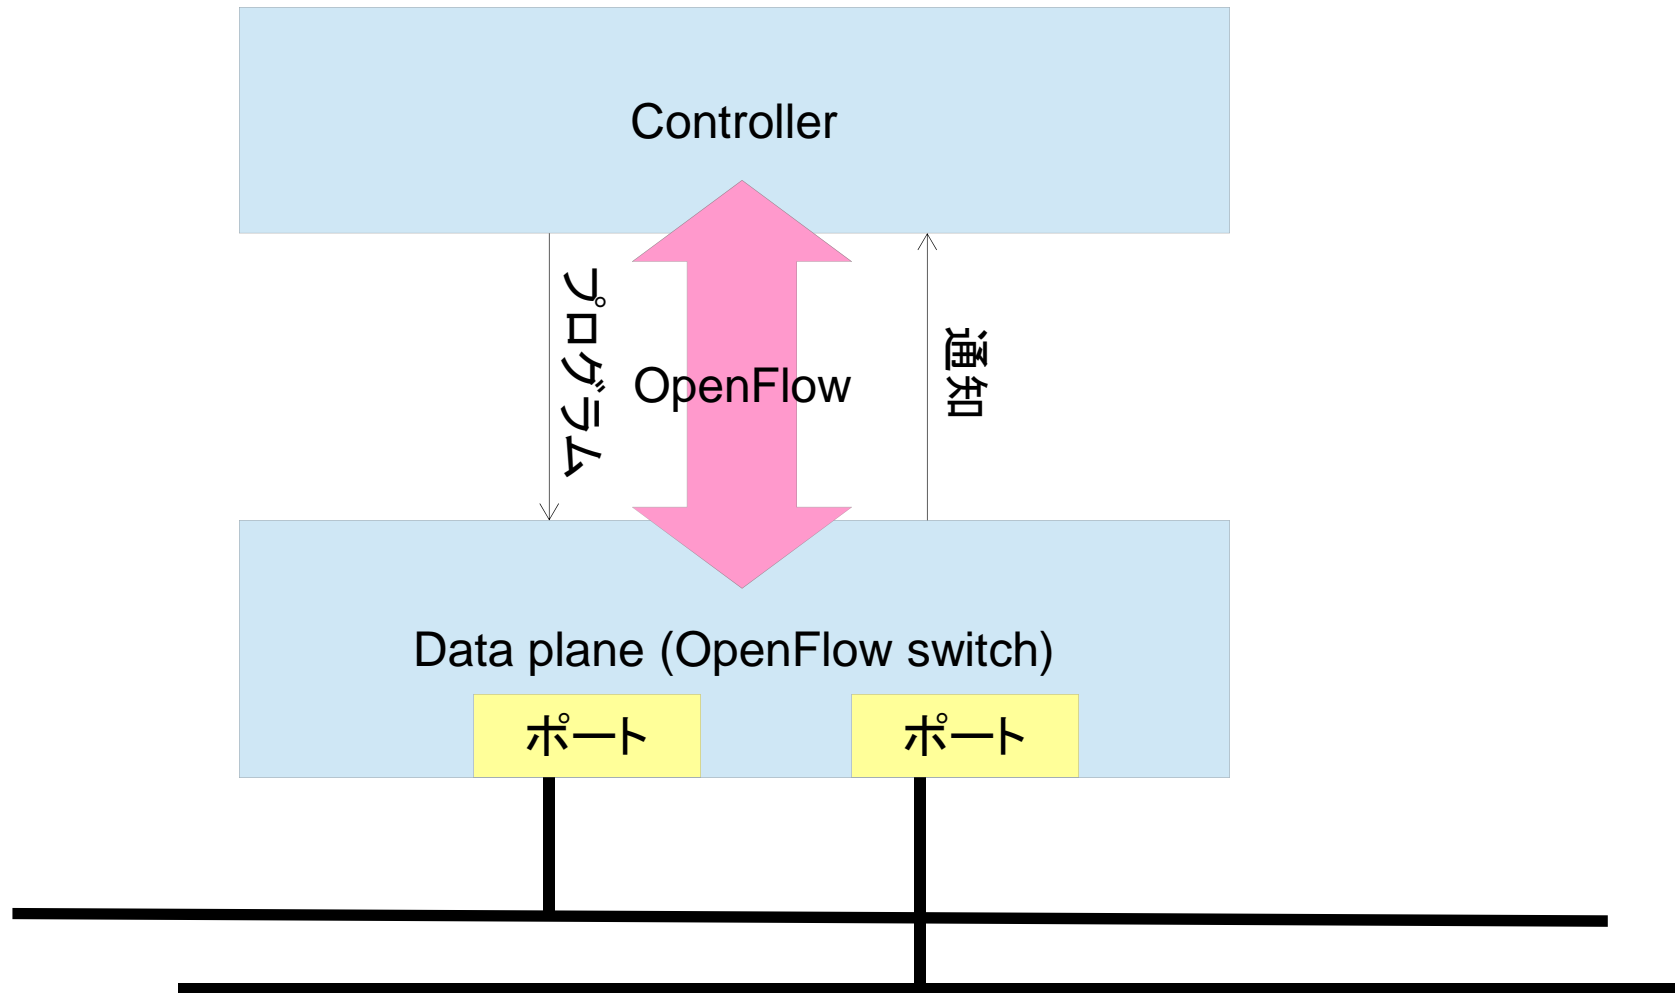 Controller
プログラム
OpenFlow
通知
Data plane (OpenFlow switch)
ポート
ポート